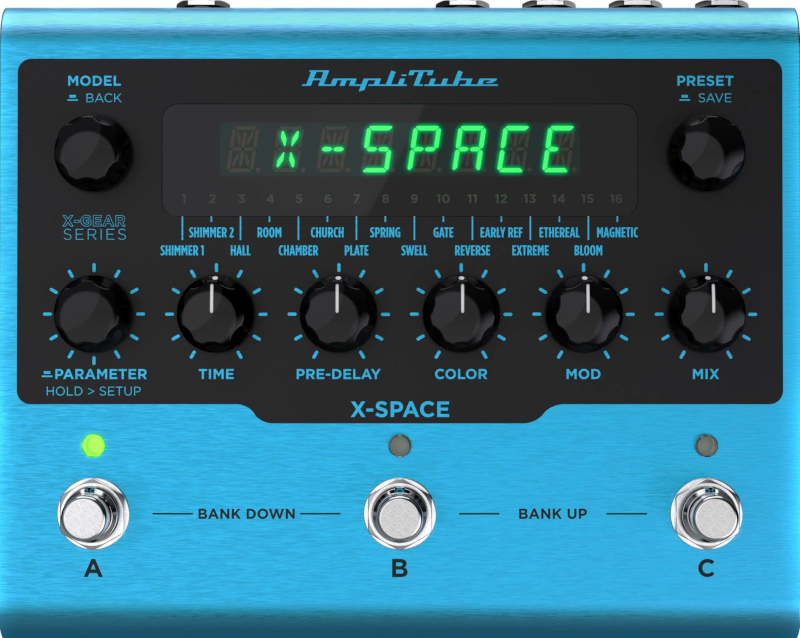 MODEL
BACK
AmpliTube
PRESET
SAVE
X-SPACE
1 2 3 4 5 6 7 8 9 10 11 12 13 14 15 16
X-GEAR
SERIES
SHIMMER 2 ROOM CHURCH SPRING GATE EARLY REF ETHEREAL MAGNETIC
SHIMMER 1 HALL CHAMBER PLATE SWELL REVERSE EXTREME BLOOM
PARAMETER TIME PRE-DELAY COLOR MOD MIX
HOLD > SETUP
X-SPACE
BANK DOWN BANK UP
A B C